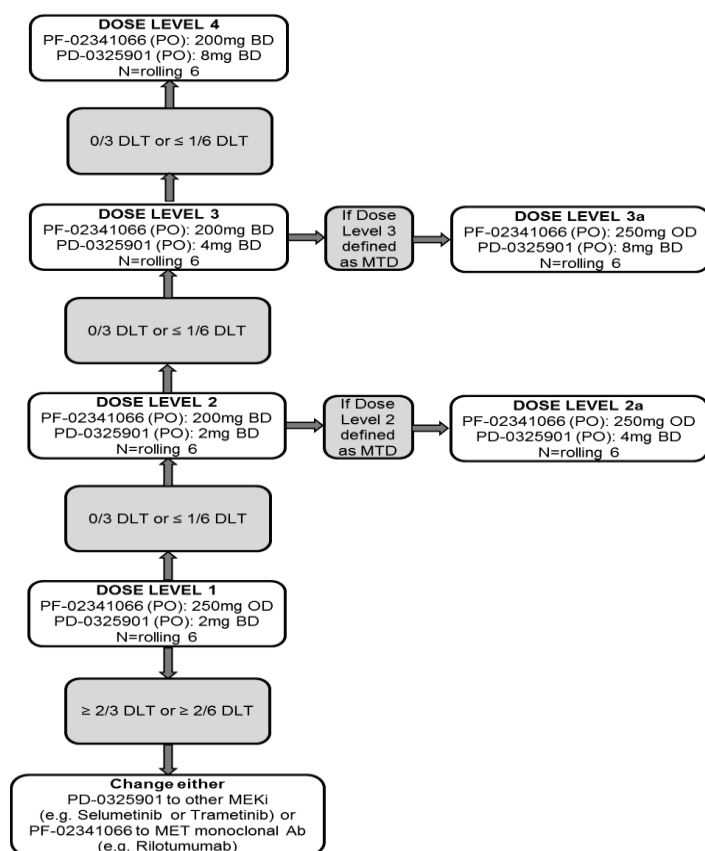 DOSE LEVEL 4
PF-02341066 (PO): 200mg BD
PD-0325901 (PO): 8mg BD
N=rolling 6
0/3 DLT or ≤ 1/6 DLT
DOSE LEVEL 3
PF-02341066 (PO): 200mg BD
PD-0325901 (PO): 4mg BD
N=rolling 6
If Dose
Level 3
defined
as MTD
DOSE LEVEL 3a
PF-02341066 (PO): 250mg OD
PD-0325901 (PO): 8mg BD
N=rolling 6
0/3 DLT or ≤ 1/6 DLT
DOSE LEVEL 2
PF-02341066 (PO): 200mg BD
PD-0325901 (PO): 2mg BD
N=rolling 6
If Dose
Level 2
defined
as MTD
DOSE LEVEL 2a
PF-02341066 (PO): 250mg OD
PD-0325901 (PO): 4mg BD
N=rolling 6
0/3 DLT or ≤ 1/6 DLT
DOSE LEVEL 1
PF-02341066 (PO): 250mg OD
PD-0325901 (PO): 2mg BD
N=rolling 6
≥ 2/3 DLT or ≥ 2/6 DLT
Change either
PD-0325901 to other MEKi
(e.g. Selumetinib or Trametinib) or
PF-02341066 to MET monoclonal Ab
(e.g. Rilotumumab)